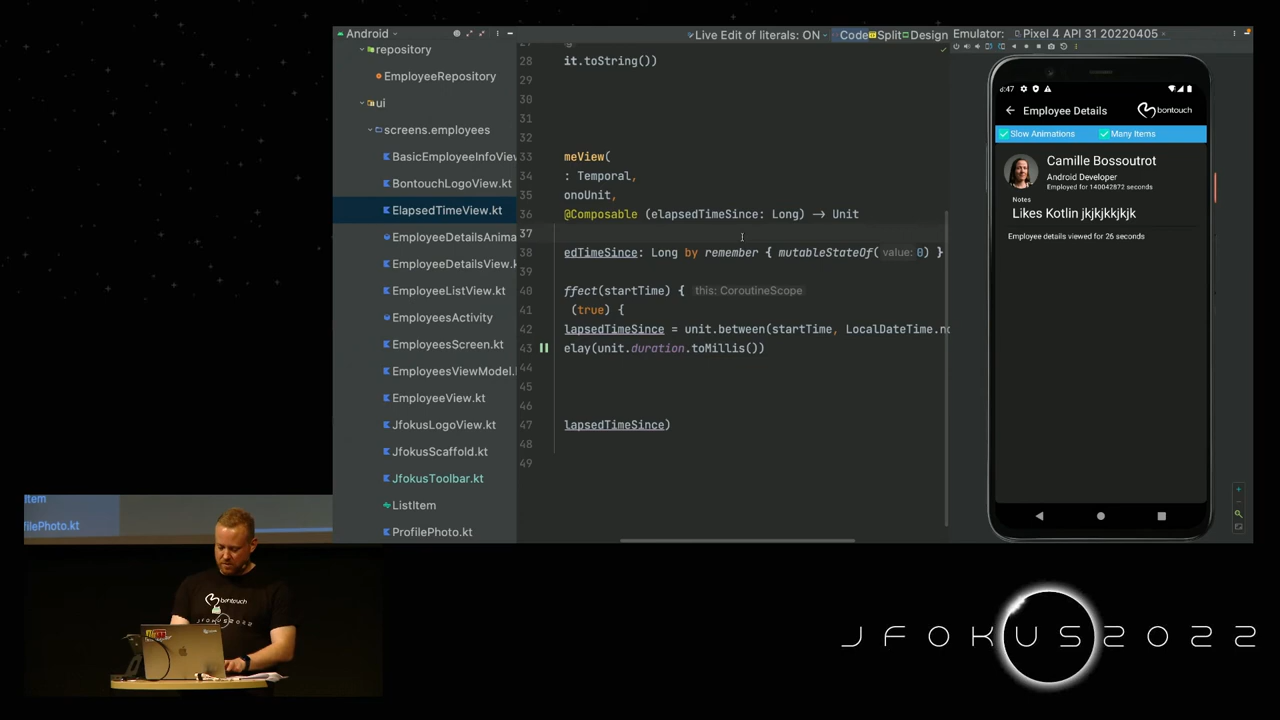 Android
repository
EmployeeRepository
ui
screens.employees
BasicEmployeeInfoView
BontouchLogoView.kt
ElapsedTimeView.kt
EmployeeDetailsAnima
EmployeeDetailsView.k
EmployeeListView.kt
EmployeesActivity
EmployeesScreen.kt
EmployeesViewModel.
EmployeeView.kt
JfokusLogoView.kt
JfokusScaffold.kt
JfokusToolbar.kt
ListItem
ProfilePhoto.kt
Live Edit of literals: ON
Code
Split
Design
28 it.toString())
29
30
31
32
33 meView(
34 : Temporal,
35 onoUnit,
36 @Composable (elapsedTimeSince: Long) -> Unit
37
38 edTimeSince: Long by remember { mutableStateOf( value: 0) }
39
40 ffect(startTime) { this: CoroutineScope
41 (true) {
42 lapsedTimeSince = unit.between(startTime, LocalDateTime.no
43 elay(unit.duration.toMillis())
44
45
46
47 lapsedTimeSince)
48
49
Emulator: Pixel 4 API 31 20220405
6:47
Employee Details
bontouch
Slow Animations
Many Items
Camille Bossoutrot
Android Developer
Employed for 140042872 seconds
Notes
Likes Kotlin jkjkjkkjkjk
Employee details viewed for 26 seconds
Item
filePhoto.kt
bontouch
JFOKUS2022
JFOKUS2022